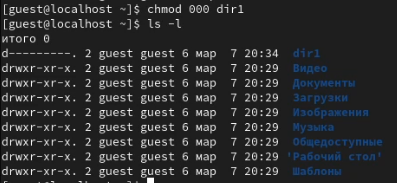 [guest@localhost ~]$ chmod 000 dir1
[guest@localhost ~]$ ls -l
итого 0
d---------. 2 guest guest 6 мар  7 20:34  dir1
drwxr-xr-x. 2 guest guest 6 мар  7 20:29  Видео
drwxr-xr-x. 2 guest guest 6 мар  7 20:29  Документы
drwxr-xr-x. 2 guest guest 6 мар  7 20:29  Загрузки
drwxr-xr-x. 2 guest guest 6 мар  7 20:29  Изображения
drwxr-xr-x. 2 guest guest 6 мар  7 20:29  Музыка
drwxr-xr-x. 2 guest guest 6 мар  7 20:29  Общедоступные
drwxr-xr-x. 2 guest guest 6 мар  7 20:29 'Рабочий стол'
drwxr-xr-x. 2 guest guest 6 мар  7 20:29  Шаблоны
[guest@localhost ~]$